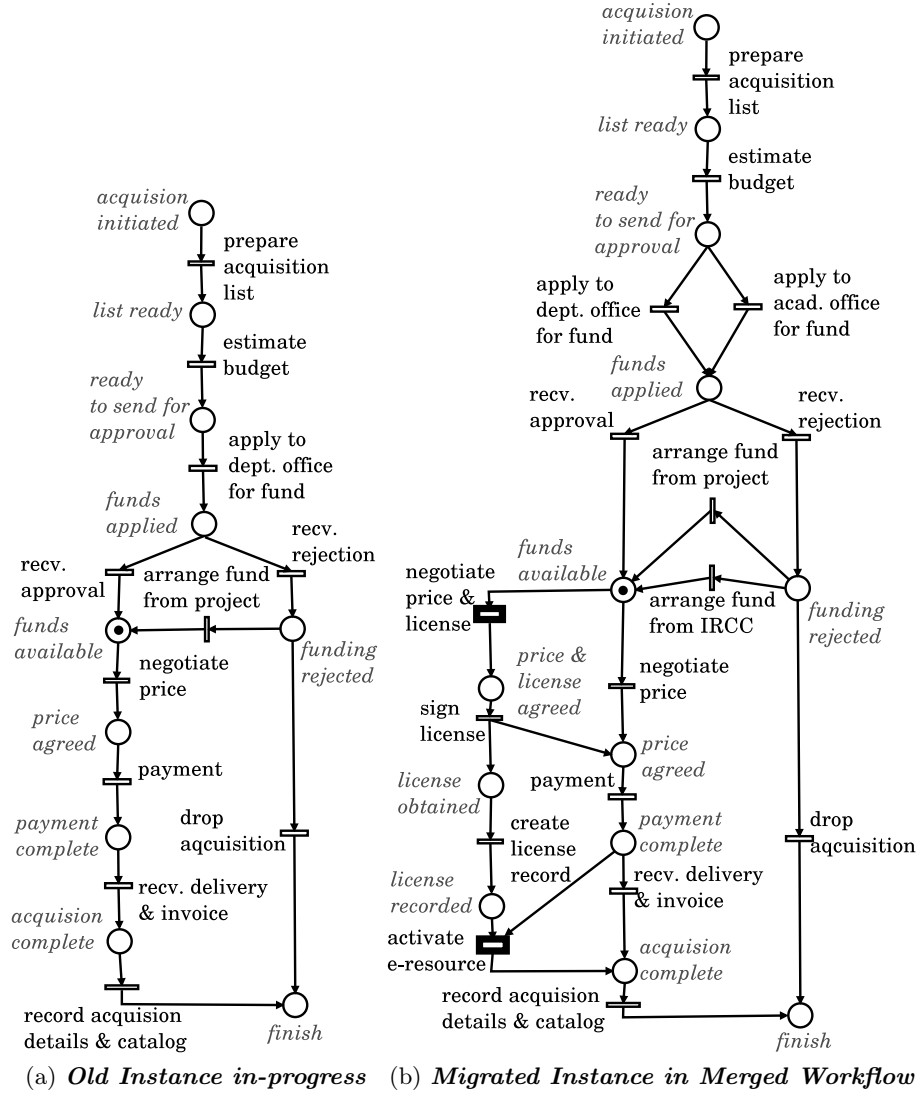 acquision
initiated
prepare
acquisition
list
list ready
estimate
budget
ready
to send for
approval
apply to
dept. office
for fund
funds
applied
recv.
approval
recv.
rejection
arrange fund
from project
funds
available
funding
rejected
negotiate
price
price
agreed
payment
payment
complete
drop
aqcuisition
recv. delivery
& invoice
acquision
complete
record acquision
details & catalog
finish
(a) Old Instance in-progress
acquision
initiated
prepare
acquisition
list
list ready
estimate
budget
ready
to send for
approval
apply to
dept. office
for fund
apply to
acad. office
for fund
funds
applied
recv.
approval
recv.
rejection
arrange fund
from project
funds
available
arrange fund
from IRCC
funding
rejected
negotiate
price &
license
price &
license
agreed
negotiate
price
sign
license
price
agreed
license
obtained
payment
payment
complete
create
license
record
drop
aqcuisition
license
recorded
recv. delivery
& invoice
activate
e-resource
acquision
complete
record acquision
details & catalog
finish
(b) Migrated Instance in Merged Workflow